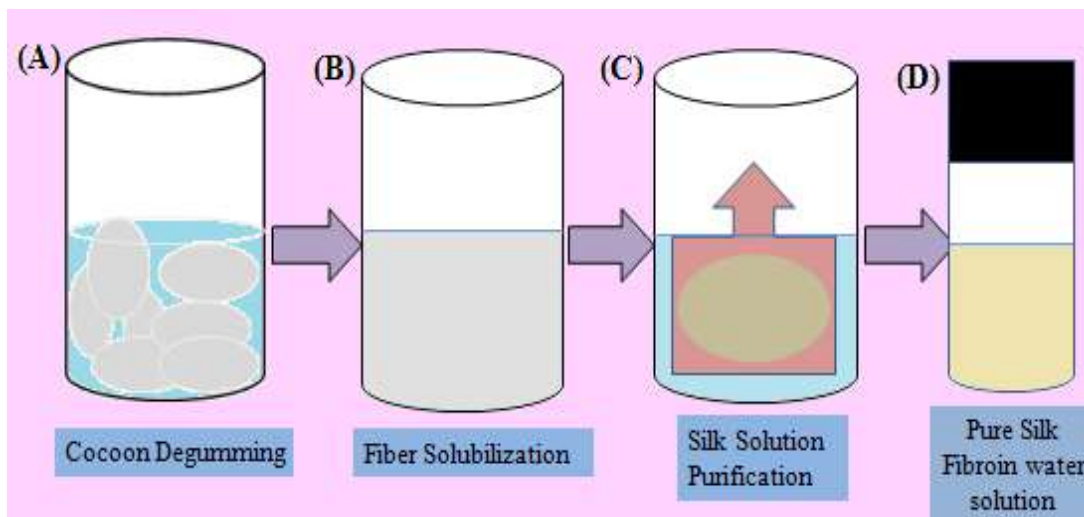 (A)
(B)
(C)
(D)
Cocoon Degumming
Fiber Solubilization
Silk Solution
Purification
Pure Silk
Fibroin water
solution